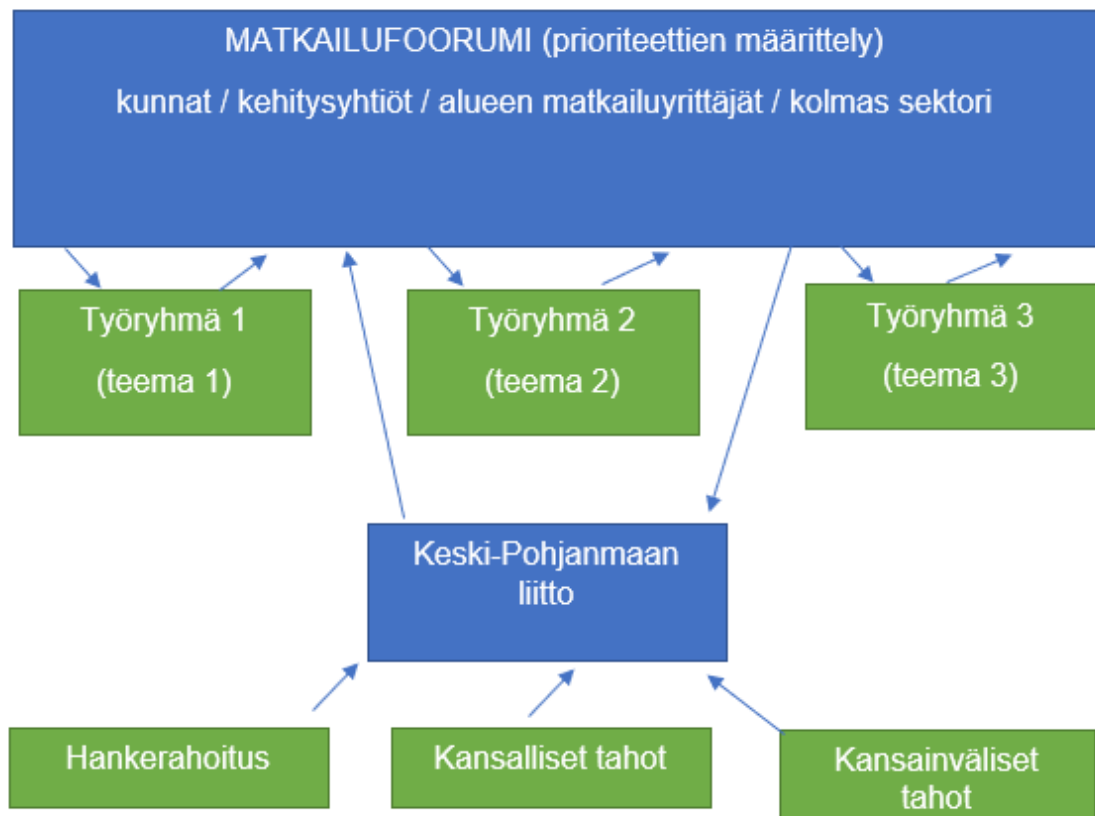 MATKAILUFOORUMI (prioriteettien määrittely)
kunnat / kehitysyhtiöt / alueen matkailuyrittäjät / kolmas sektori
Työryhmä 1
(teema 1)
Työryhmä 2
(teema 2)
Työryhmä 3
(teema 3)
Keski-Pohjanmaan
liitto
Hankerahoitus
Kansalliset tahot
Kansainväliset
tahot